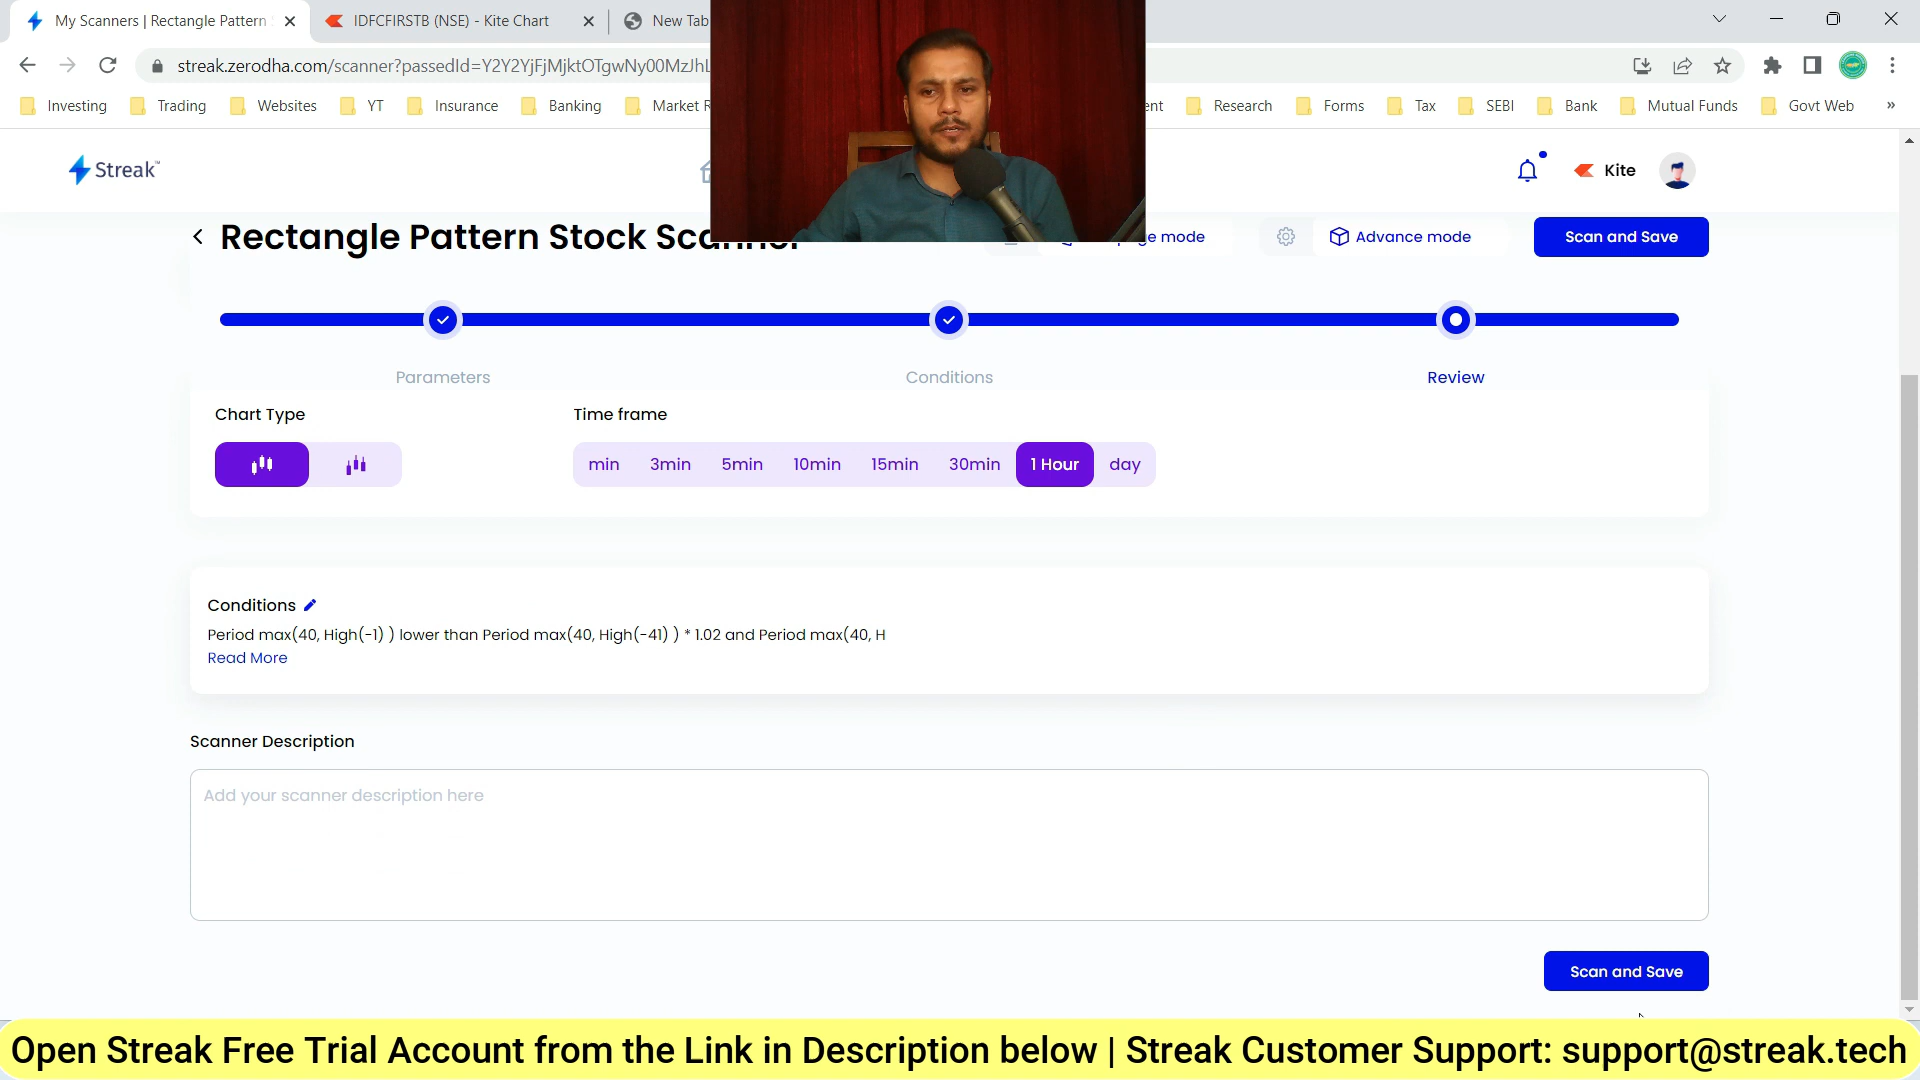 My Scanners | Rectangle Pattern
IDFCFIRSTB (NSE) - Kite Chart
New Tab
streak.zerodha.com/scanner?passedId=Y2Y2YjFjMjktOTgwNy00MzJhL
Investing
Trading
Websites
YT
Insurance
Banking
Market R
nt
Research
Forms
Tax
SEBI
Bank
Mutual Funds
Govt Web
»
Streak™
Kite
Rectangle Pattern Stock Scanner
e mode
Advance mode
Scan and Save
Parameters
Conditions
Review
Chart Type
Time frame
min
3min
5min
10min
15min
30min
1 Hour
day
Conditions
Period max(40, High(-1) ) lower than Period max(40, High(-41) ) * 1.02 and Period max(40, H
Read More
Scanner Description
Add your scanner description here
Scan and Save
Open Streak Free Trial Account from the Link in Description below | Streak Customer Support: support@streak.tech